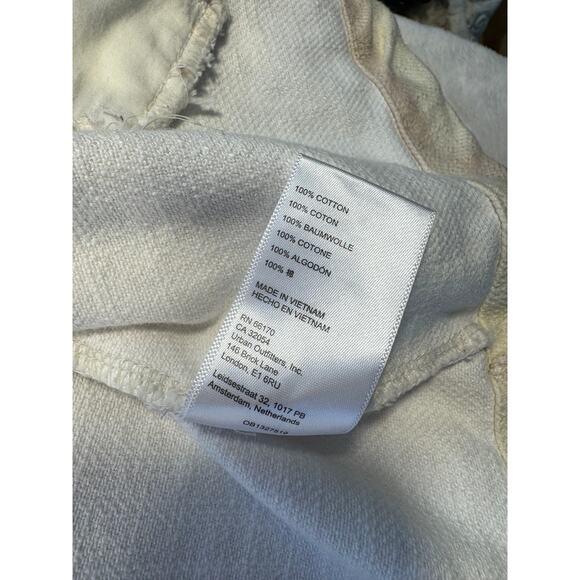 100% COTTON
100% COTON
100% BAUMWOLLE
100% COTONE
100% ALGODÓN
100% 棉
MADE IN VIETNAM
HECHO EN VIETNAM
RN 66170
CA 32054
Urban Outfitters, Inc.
146 Brick Lane
London, E1 6RU
Leidsestraat 32, 1017 PB
Amsterdam, Netherlands